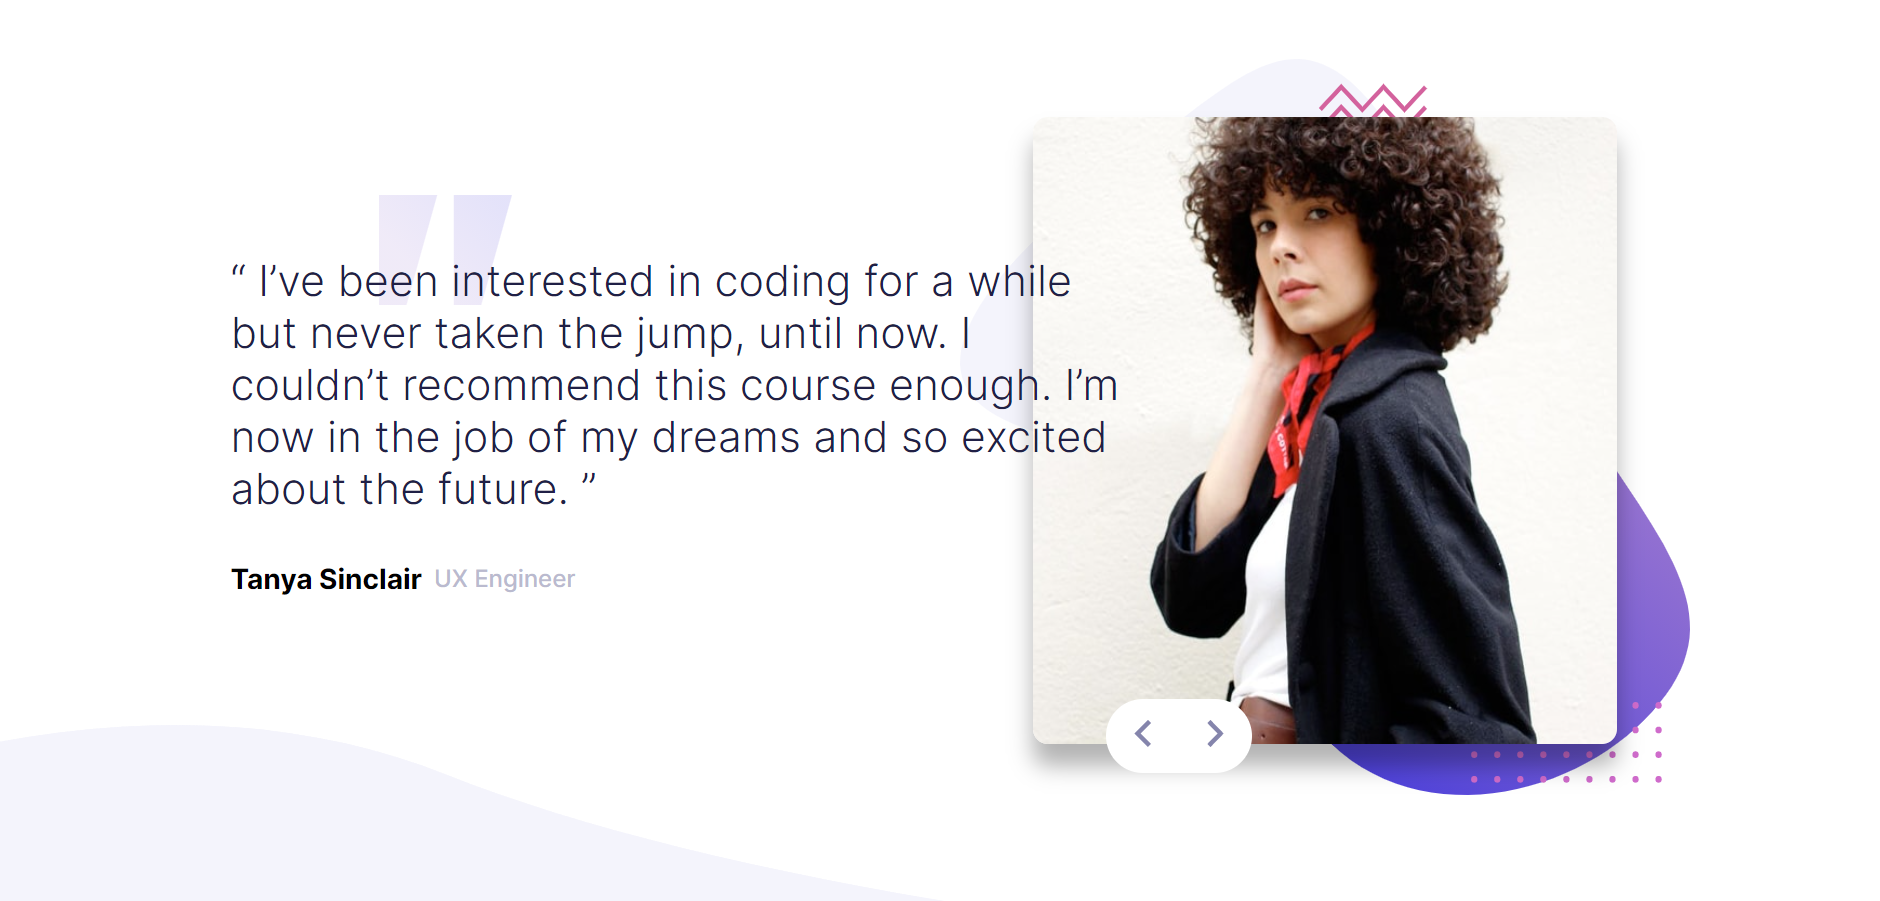 “ I’ve been interested in coding for a while
but never taken the jump, until now. I
couldn’t recommend this course enough. I’m
now in the job of my dreams and so excited
about the future. ”
Tanya Sinclair UX Engineer